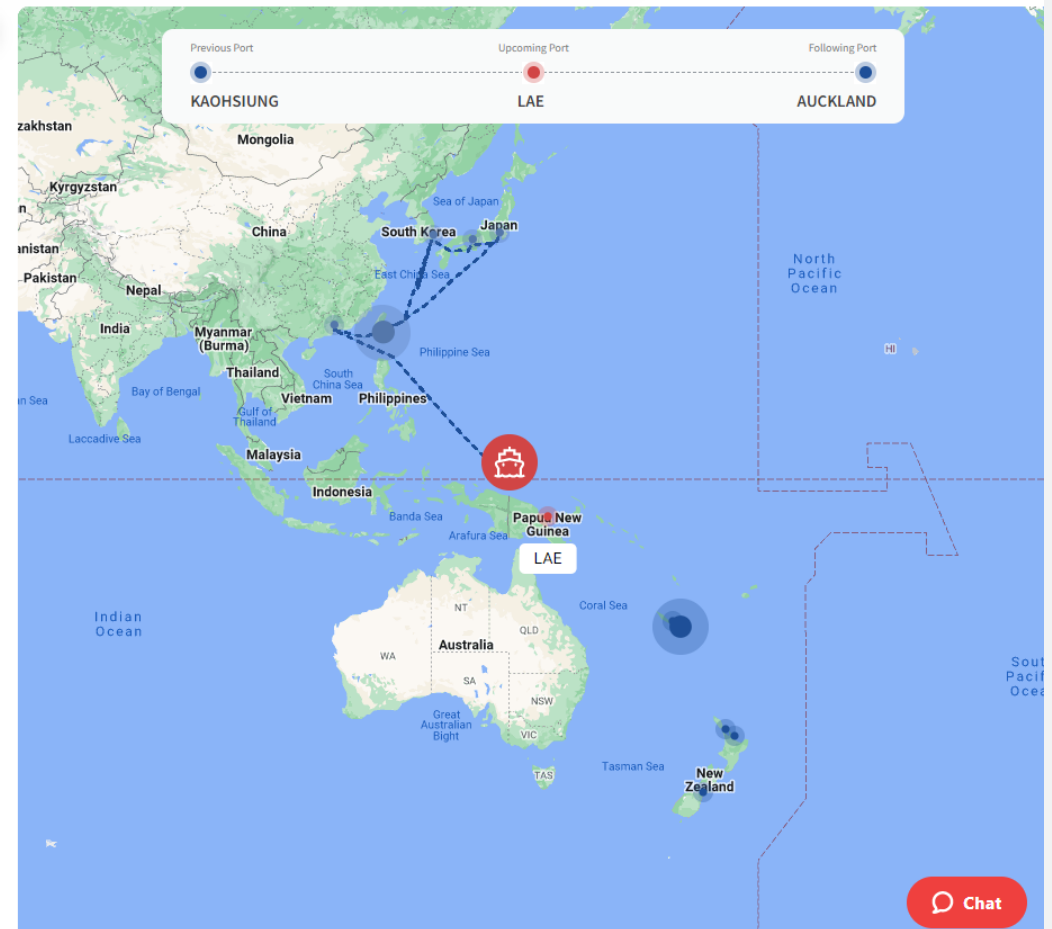 Previous Port
Upcoming Port
Following Port
KAOHSIUNG
LAE
AUCKLAND
zakhstan
Mongolia
Kyrgyzstan
n
Sea of Japan
Japan
South Korea
China
anistan
East China Sea
Pakistan
Nepal
North
Pacific
Ocean
India
Myanmar
(Burma)
HI
Philippine Sea
Thailand
South
China Sea
Bay of Bengal
an Sea
Vietnam
Philippines
Gulf of
Thailand
Laccadive Sea
Malaysia
Indonesia
Banda Sea
Papua New
Guinea
Arafura Sea
LAE
Coral Sea
NT
Indian
Ocean
QLD
Australia
WA
SA
Sout
Pacif
Ocea
NSW
Great
Australian
Bight
VIC
Tasman Sea
TAS
New
Zealand
Chat